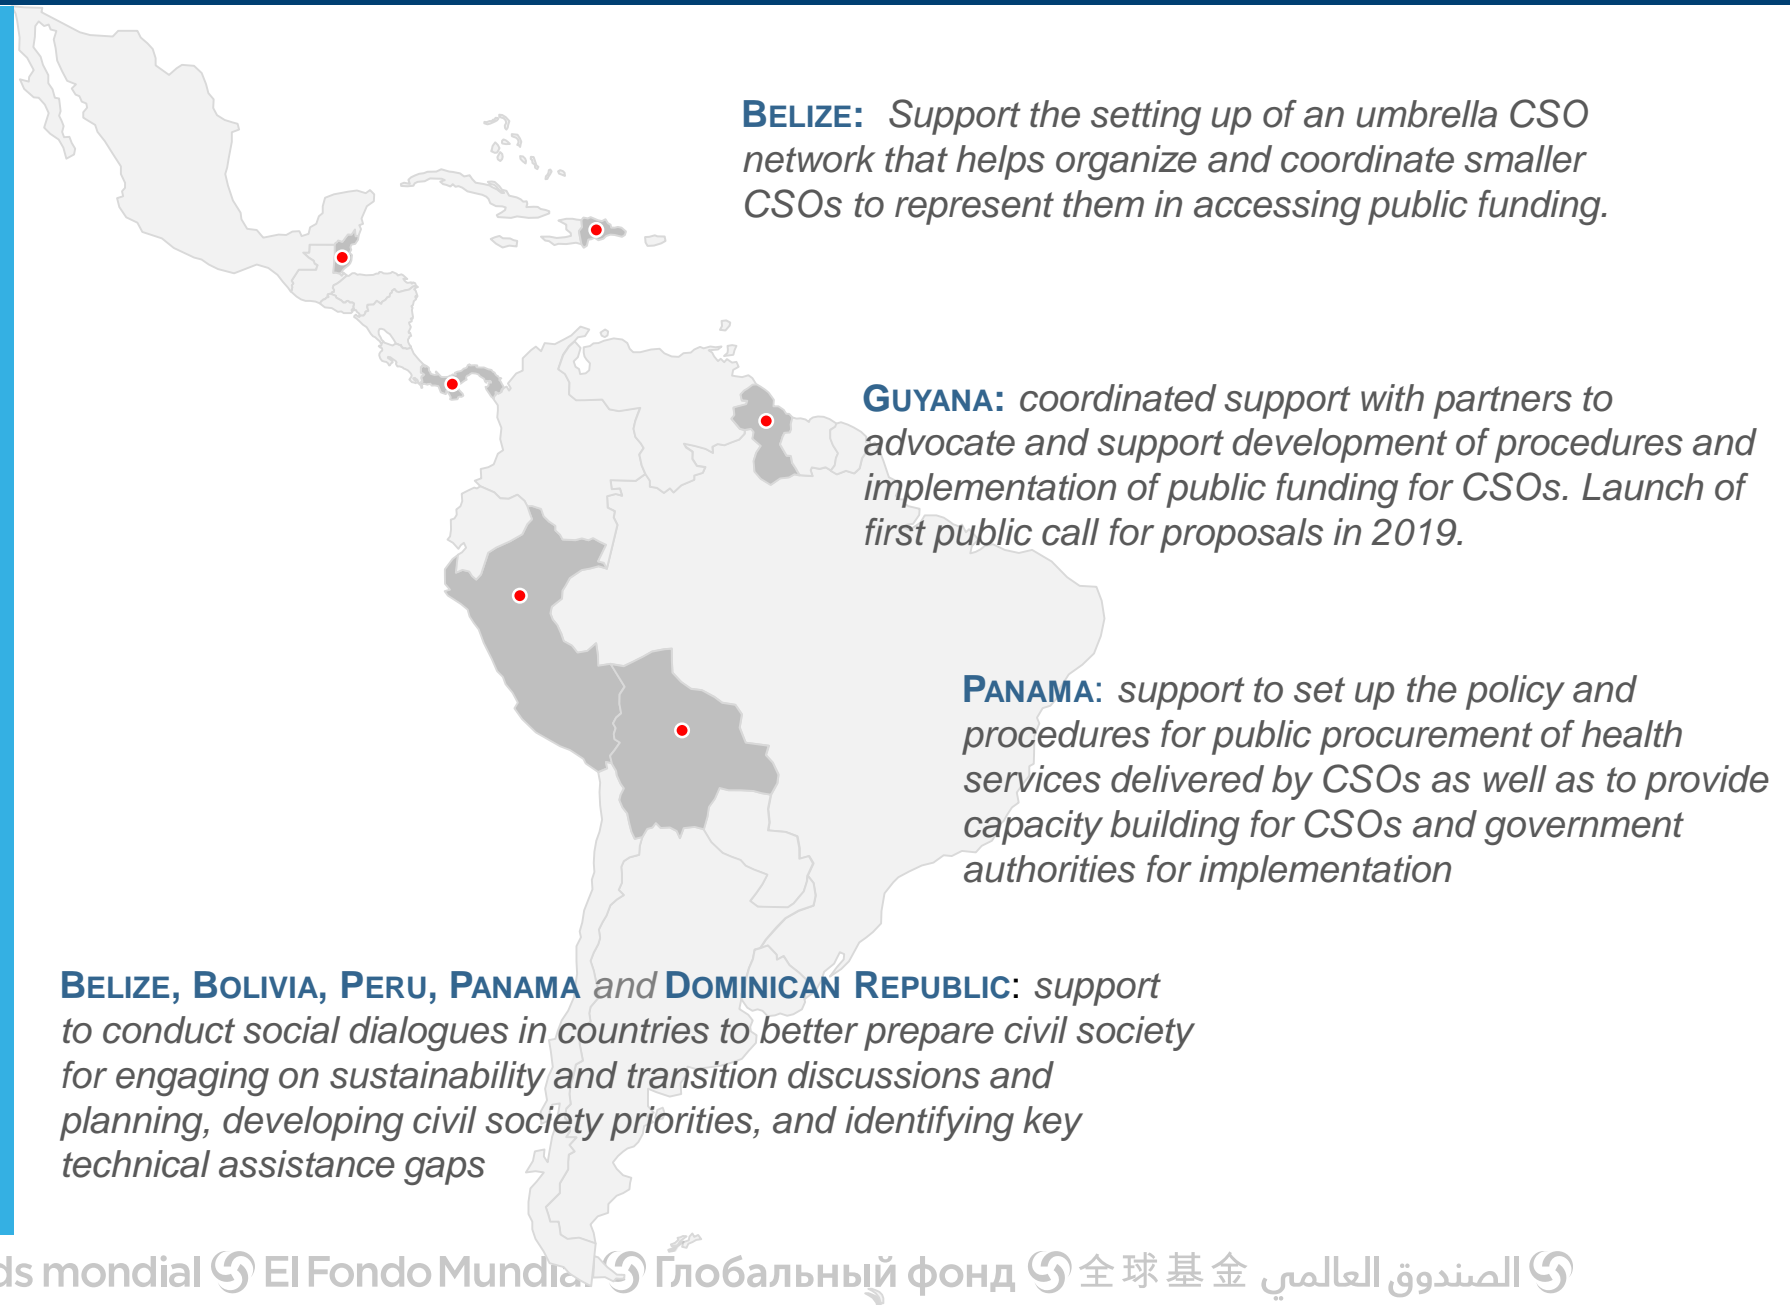 BELIZE: Support the setting up of an umbrella CSO
network that helps organize and coordinate smaller
CSOs to represent them in accessing public funding.
GUYANA: coordinated support with partners to
advocate and support development of procedures and
implementation of public funding for CSOs. Launch of
first public call for proposals in 2019.
PANAMA: support to set up the policy and
procedures for public procurement of health
services delivered by CSOs as well as to provide
capacity building for CSOs and government
authorities for implementation
BELIZE, BOLIVIA, PERU, PANAMA and DOMINICAN REPUBLIC: support
to conduct social dialogues in countries to better prepare civil society
for engaging on sustainability and transition discussions and
planning, developing civil society priorities, and identifying key
technical assistance gaps
ds mondial El Fondo Mundial Глобальный фонд 全球基金 الصندوق العالمي